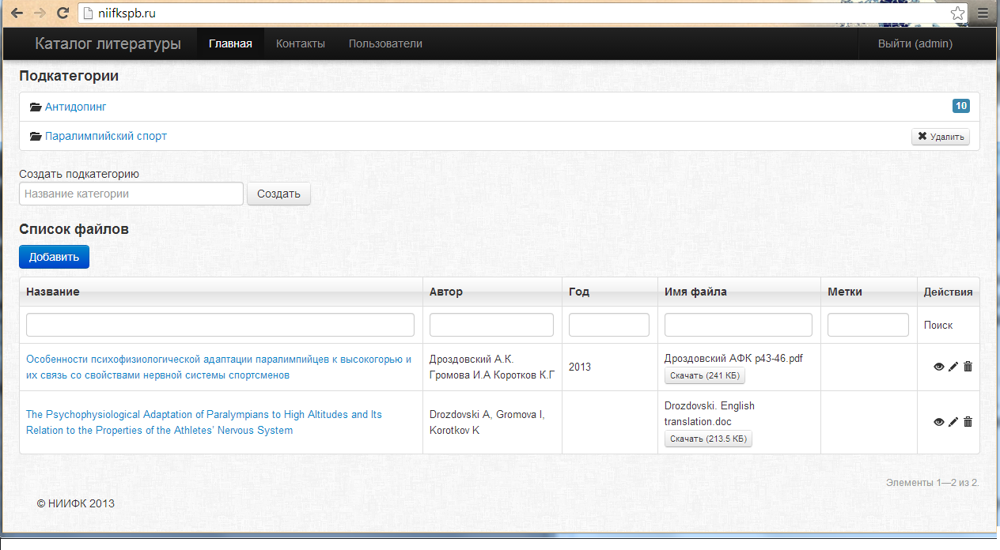 niifkspb.ru
Каталог литературы Главная Контакты Пользователи Выйти (admin)
Подкатегории
Антидопинг 10
Паралимпийский спорт Удалить
Создать подкатегорию
Название категории Создать
Список файлов
Добавить
Название Автор Год Имя файла Метки Действия
Поиск
Особенности психофизиологической адаптации паралимпийцев к высокогорью и
их связь со свойствами нервной системы спортсменов
Дроздовский А.К.
Громова И.А Коротков К.Г
2013
Дроздовский АФК p43-46.pdf
Скачать (241 КБ)
The Psychophysiological Adaptation of Paralympians to High Altitudes and Its
Relation to the Properties of the Athletes' Nervous System
Drozdovski A, Gromova I,
Korotkov K
Drozdovski. English
translation.doc
Скачать (213.5 КБ)
Элементы 1—2 из 2.
© НИИФК 2013